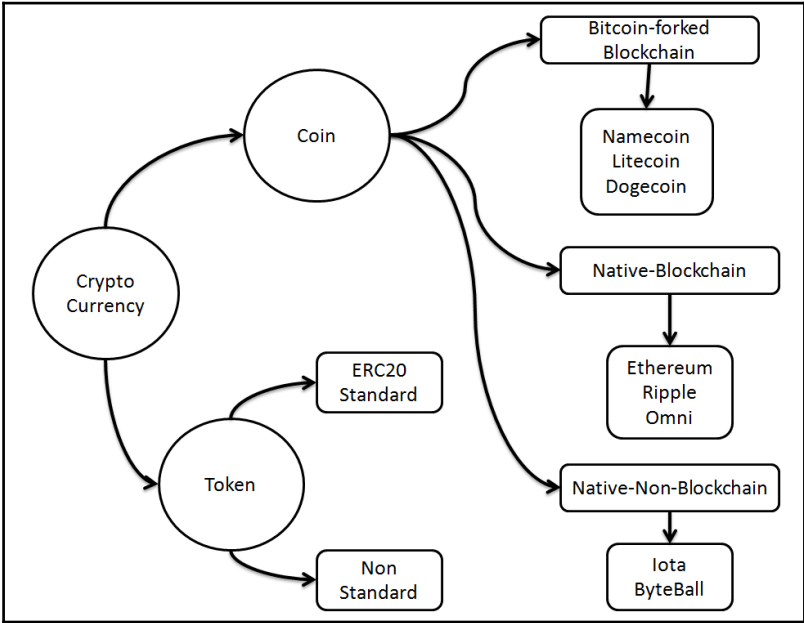 Bitcoin-forked
Blockchain
Coin
Namecoin
Litecoin
Dogecoin
Crypto
Currency
Native-Blockchain
ERC20
Standard
Ethereum
Ripple
Omni
Token
Native-Non-Blockchain
Non
Standard
Iota
ByteBall